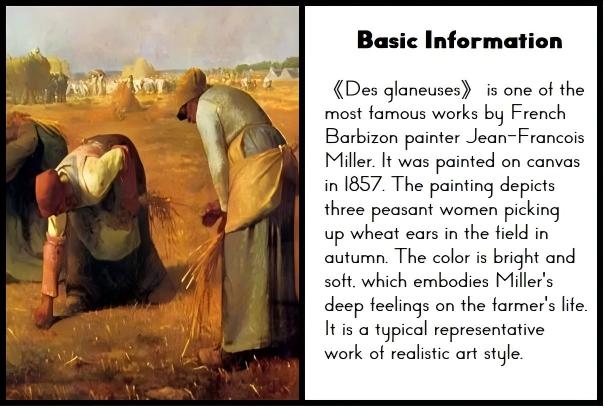 Basic Information
《Des glaneuses》 is one of the
most famous works by French
Barbizon painter Jean-Francois
Miller. It was painted on canvas
in 1857. The painting depicts
three peasant women picking
up wheat ears in the field in
autumn. The color is bright and
soft, which embodies Miller's
deep feelings on the farmer's life.
It is a typical representative
work of realistic art style.